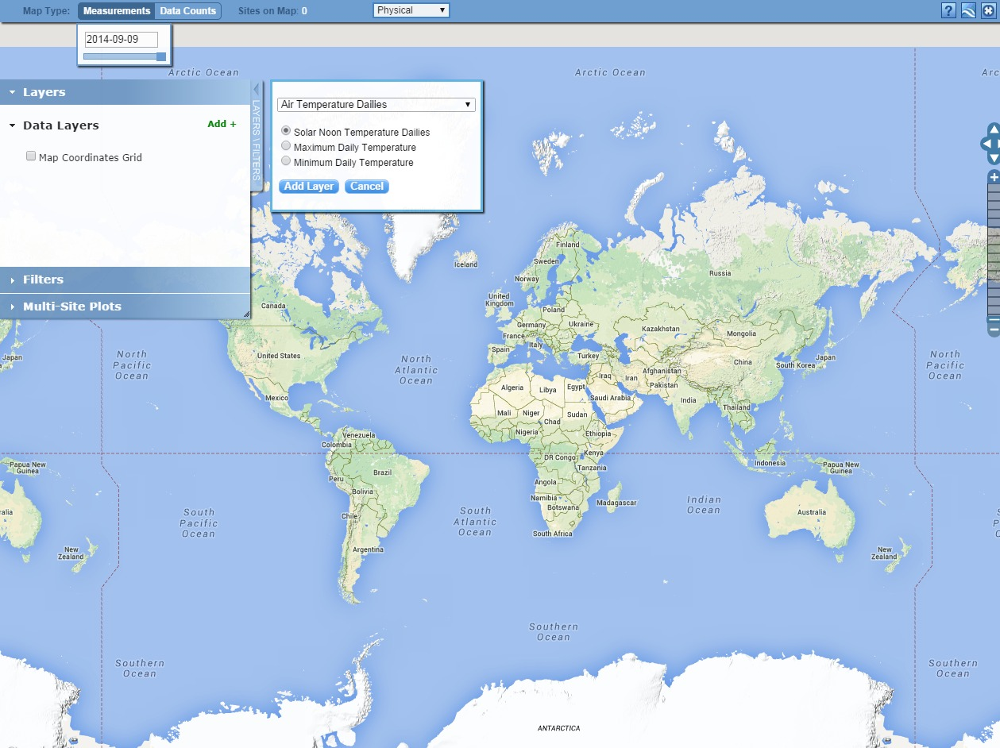 Map Type: Measurements Data Counts Sites on Map: 0 Physical ?
2014-09-09
Arctic Ocean
Arctic Ocean
Arc
Layers
Data Layers Add +
Map Coordinates Grid
Filters
Multi-Site Plots
LAYERS \ FILTERS
Air Temperature Dailies
Solar Noon Temperature Dailies
Maximum Daily Temperature
Minimum Daily Temperature
Add Layer Cancel
Finland
Iceland
Sweden
Russia
Norway
United
Kingdom
Canada
Poland
Germany
Ukraine
Kazakhstan
France
Mongolia
Italy
Spain
United States
Turkey
Japan
Japan
North
Pacific
Ocean
North
Atlantic
Ocean
North
Pacific
Ocean
China
South Korea
Afghanistan
Iraq
Iran
Pakistan
Algeria
Libya
Egypt
Saudi Arabia
Mexico
India
Thailand
Mali
Niger
Sudan
Chad
Nigeria
Ethiopia
Venezuela
Colombia
Kenya
DR Congo
Indonesia
Papua New
Guinea
Papua New
Guinea
Tanzania
Brazil
Peru
Angola
Bolivia
Namibia
Madagascar
Botswana
Indian
Ocean
South
Pacific
Ocean
South
Atlantic
Ocean
Chile
ralia
Australia
South Africa
Argentina
New
Zealand
New
Zealand
Southern
Ocean
Southern
Ocean
Southern
Ocean
ANTARCTICA